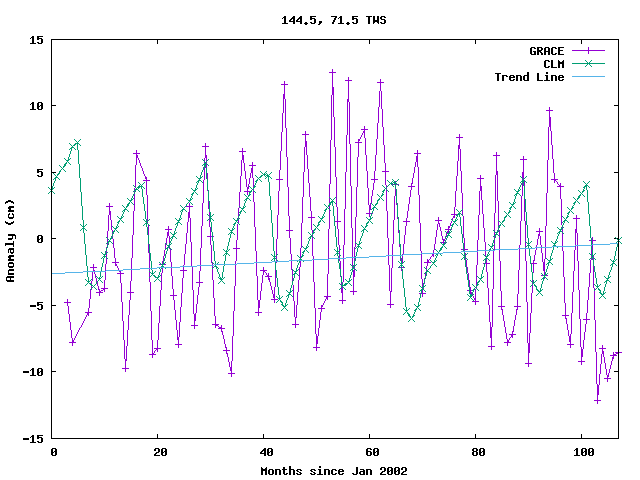 144.5, 71.5 TWS
GRACE
CLM
Trend Line
15
10
5
0
-5
-10
-15
Anomaly (cm)
0 20 40 60 80 100
Months since Jan 2002